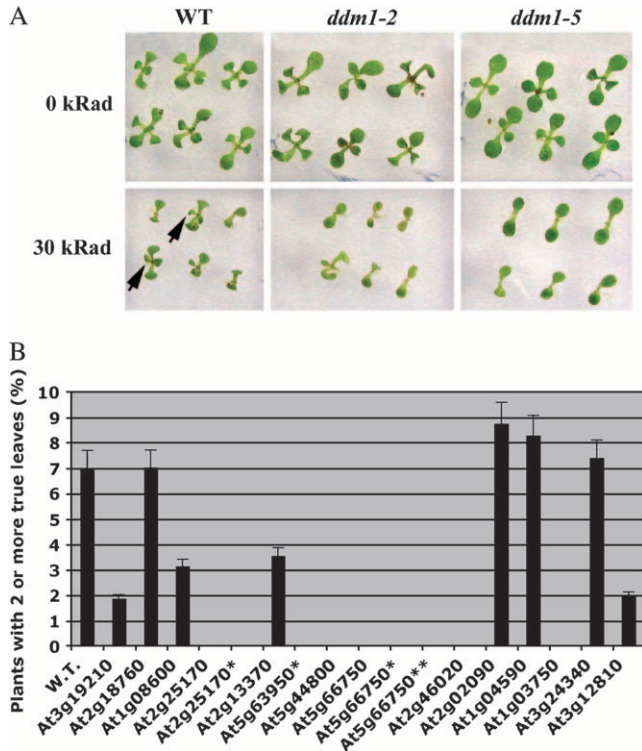 A
WT ddm1-2 ddm1-5
0 kRad
30 kRad
B
Plants with 2 or more true leaves (%)
10
9
8
7
6
5
4
3
2
1
0
W.T.
At3g19210
At2g18760
At1g08600
At2g25170
At2g25170*
At2g13370
At5g63950*
At5g44800
At5g66750
At5g66750*
At5g66750**
At2g46020
At2g02090
At1g04590
At1g03750
At3g24340
At3g12810